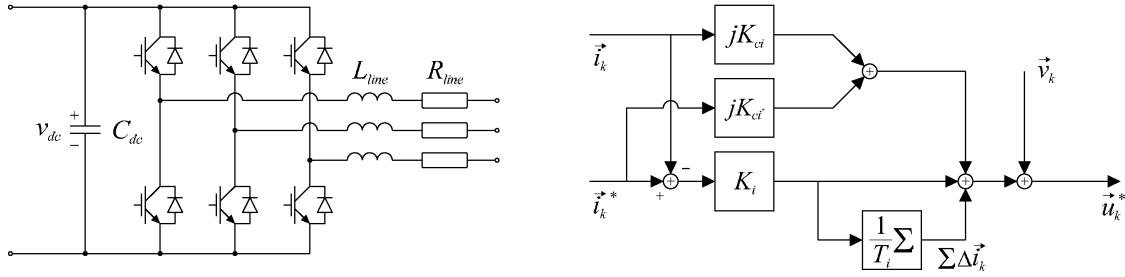 v_dc
+
−
C_dc
L_line
R_line
i⃗_k
jK_ci
jK_ci*
+
v⃗_k
i⃗_k*
+
−
+
K_i
+
+
u⃗_k*
1/T_i Σ
ΣΔi⃗_k